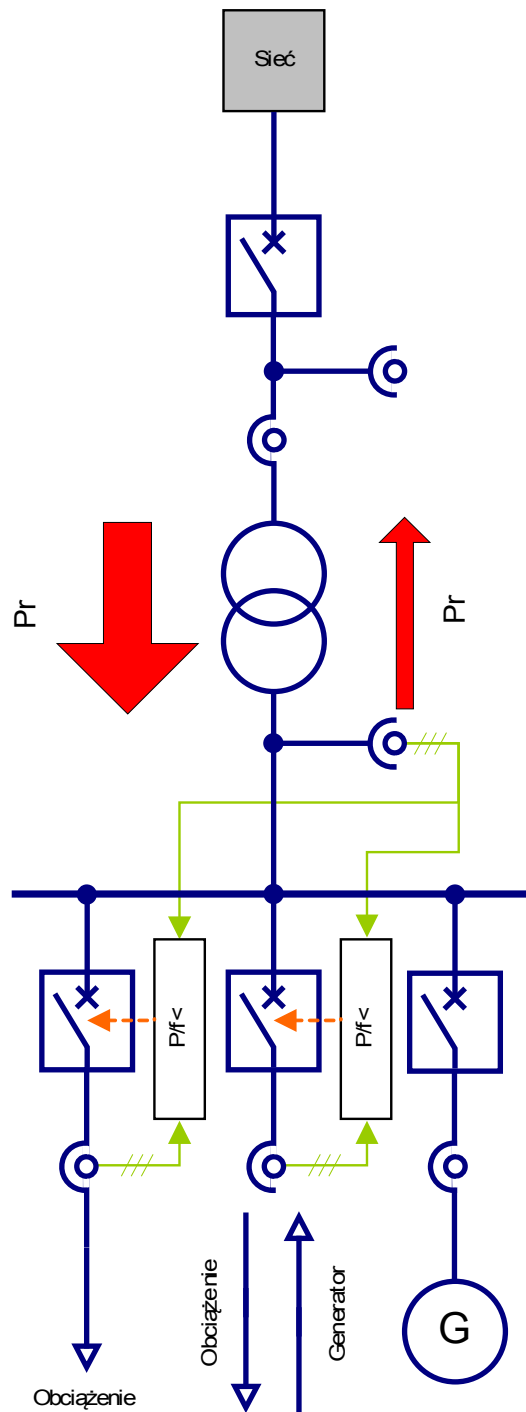 Sieć
Pr
Pr
P/f <
P/f <
Obciążenie
Generator
G
Obciążenie